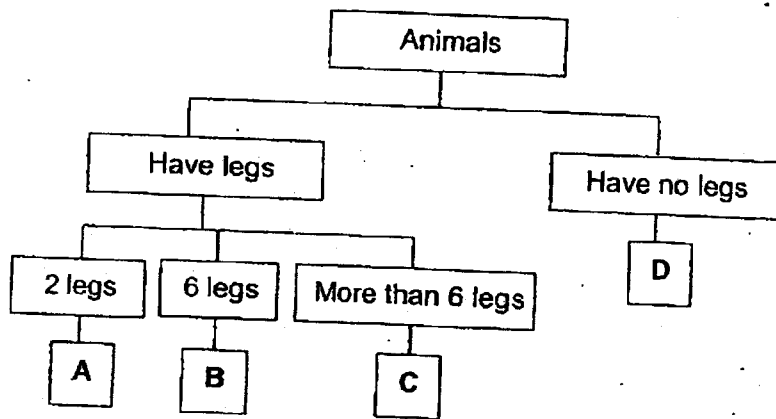 Animals
Have legs
Have no legs
2 legs
6 legs
More than 6 legs
D
A
B
C